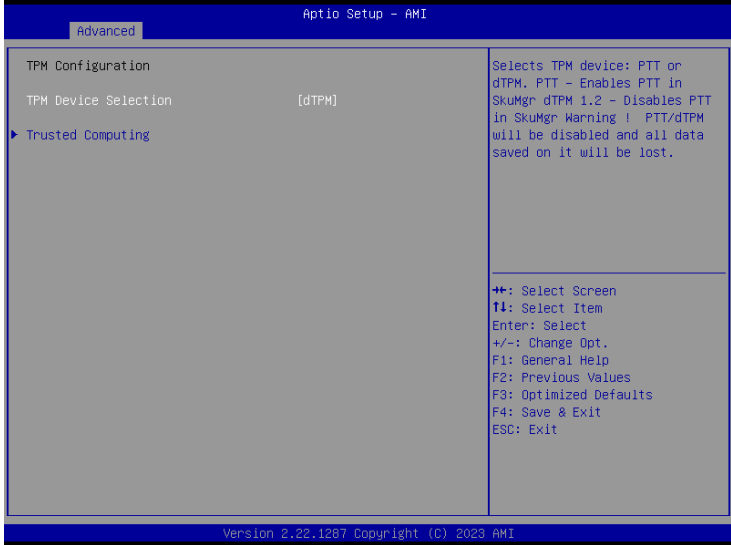 Aptio Setup - AMI
Advanced
TPM Configuration
TPM Device Selection [dTPM]
Trusted Computing
Selects TPM device: PTT or
dTPM. PTT - Enables PTT in
SkuMgr dTPM 1.2 - Disables PTT
in SkuMgr Warning ! PTT/dTPM
will be disabled and all data
saved on it will be lost.
→←: Select Screen
↑↓: Select Item
Enter: Select
+/-: Change Opt.
F1: General Help
F2: Previous Values
F3: Optimized Defaults
F4: Save & Exit
ESC: Exit
Version 2.22.1287 Copyright (C) 2023 AMI